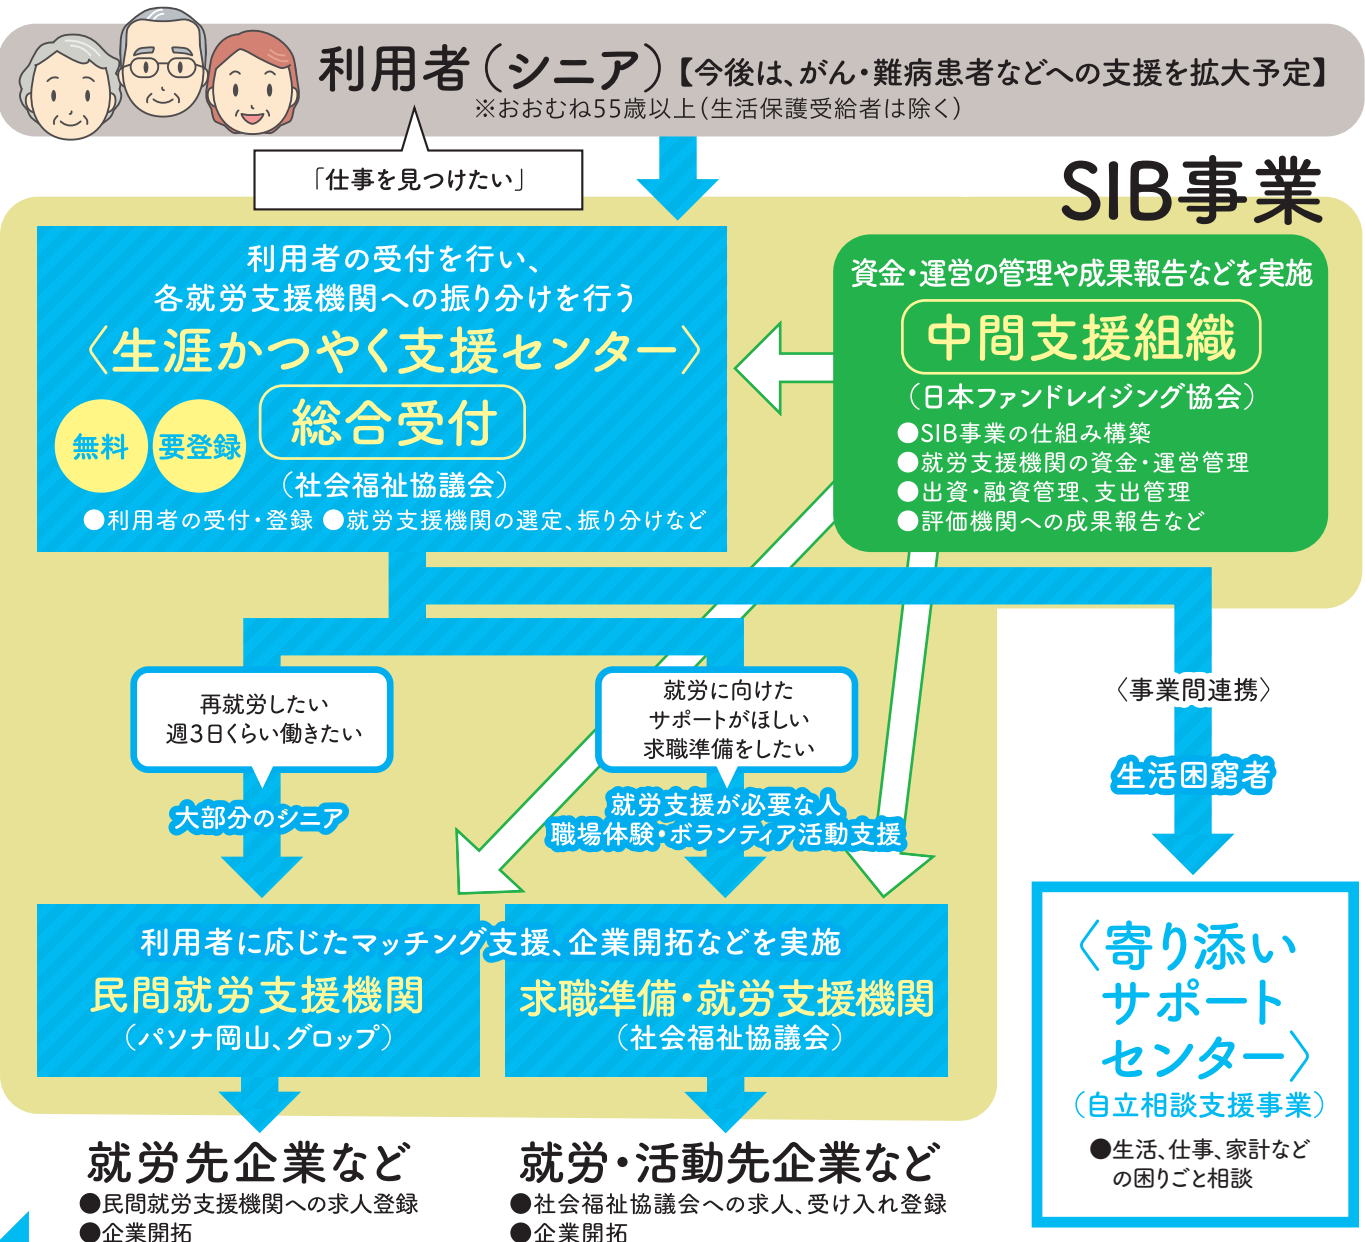 利用者（シニア）【今後は、がん・難病患者などへの支援を拡大予定】
※おおむね55歳以上（生活保護受給者は除く）
「仕事を見つけたい」
SIB事業
利用者の受付を行い、
各就労支援機関への振り分けを行う
〈生涯かつやく支援センター〉
無料
要登録
総合受付
（社会福祉協議会）
●利用者の受付・登録 ●就労支援機関の選定、振り分けなど
資金・運営の管理や成果報告などを実施
中間支援組織
（日本ファンドレイジング協会）
●SIB事業の仕組み構築
●就労支援機関の資金・運営管理
●出資・融資管理、支出管理
●評価機関への成果報告など
再就労したい
週3日くらい働きたい
大部分のシニア
就労に向けた
サポートがほしい
求職準備をしたい
就労支援が必要な人
職場体験・ボランティア活動支援
〈事業間連携〉
生活困窮者
利用者に応じたマッチング支援、企業開拓などを実施
民間就労支援機関
（パソナ岡山、グロップ）
求職準備・就労支援機関
（社会福祉協議会）
〈寄り添い
サポート
センター〉
（自立相談支援事業）
●生活、仕事、家計など
の困りごと相談
就労先企業など
●民間就労支援機関への求人登録
●企業開拓
就労・活動先企業など
●社会福祉協議会への求人、受け入れ登録
●企業開拓